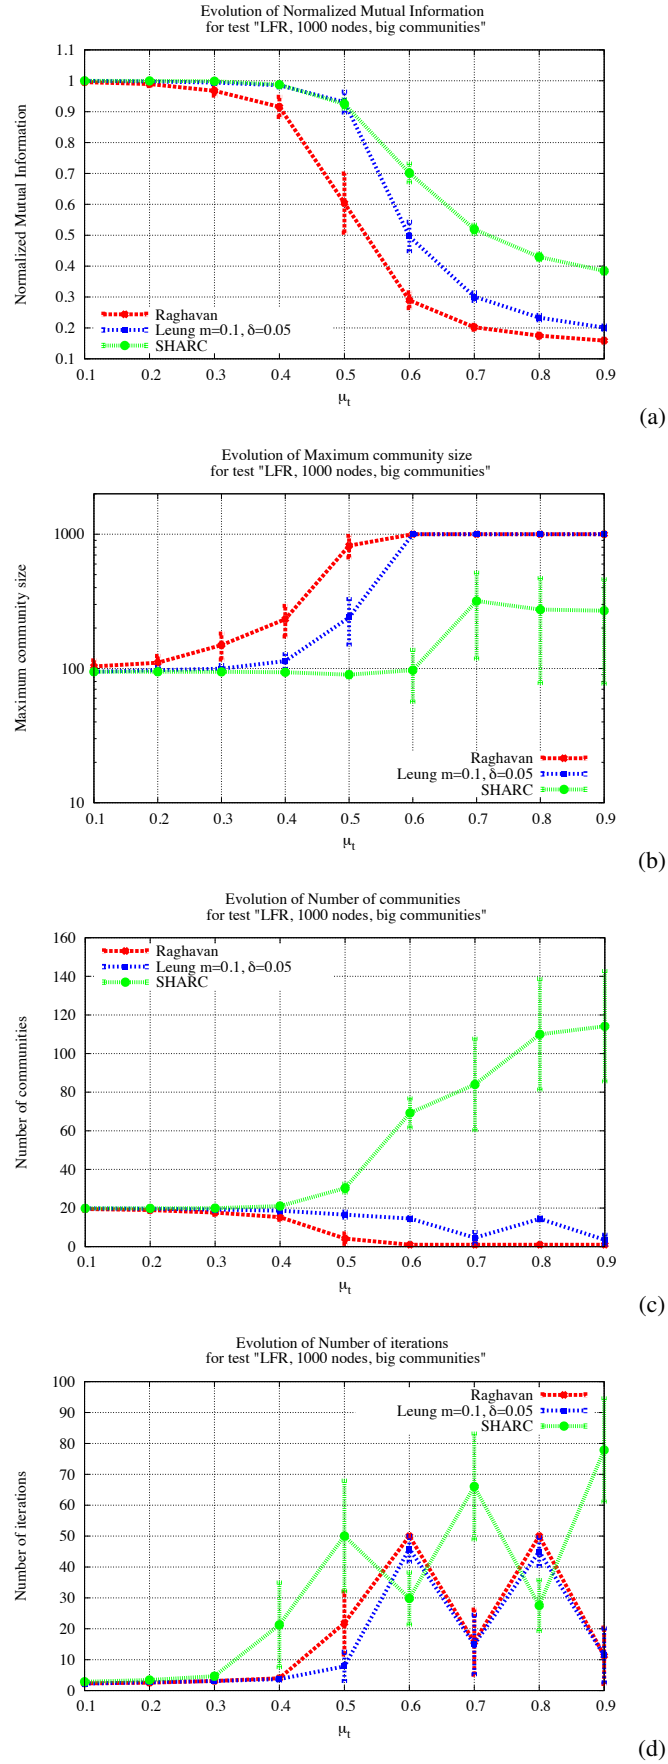 Evolution of Normalized Mutual Information
for test "LFR, 1000 nodes, big communities"
1.1
1
0.9
0.8
0.7
0.6
0.5
0.4
0.3
0.2
0.1
Normalized Mutual Information
Raghavan
Leung m=0.1, δ=0.05
SHARC
0.1 0.2 0.3 0.4 0.5 0.6 0.7 0.8 0.9
μt
(a)
Evolution of Maximum community size
for test "LFR, 1000 nodes, big communities"
1000
100
10
Maximum community size
Raghavan
Leung m=0.1, δ=0.05
SHARC
0.1 0.2 0.3 0.4 0.5 0.6 0.7 0.8 0.9
μt
(b)
Evolution of Number of communities
for test "LFR, 1000 nodes, big communities"
160
140
120
100
80
60
40
20
0
Number of communities
Raghavan
Leung m=0.1, δ=0.05
SHARC
0.1 0.2 0.3 0.4 0.5 0.6 0.7 0.8 0.9
μt
(c)
Evolution of Number of iterations
for test "LFR, 1000 nodes, big communities"
100
90
80
70
60
50
40
30
20
10
0
Number of iterations
Raghavan
Leung m=0.1, δ=0.05
SHARC
0.1 0.2 0.3 0.4 0.5 0.6 0.7 0.8 0.9
μt
(d)